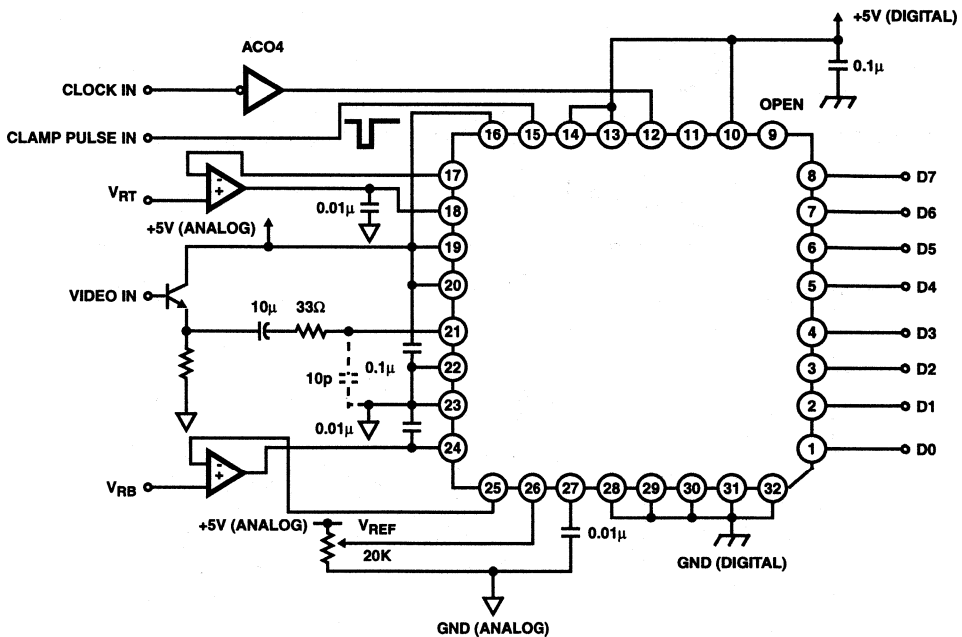 +5V (DIGITAL)
ACO4
0.1μ
CLOCK IN
OPEN
CLAMP PULSE IN
16 15 14 13 12 11 10 9
17
8 D7
VRT
0.01μ
18
7 D6
+5V (ANALOG)
19
6 D5
20
5 D4
VIDEO IN
10μ 33Ω
21
4 D3
10p
0.1μ
22
3 D2
23
2 D1
0.01μ
24
1 D0
VRB
25 26 27 28 29 30 31 32
+5V (ANALOG)
VREF
0.01μ
20K
GND (DIGITAL)
GND (ANALOG)
- +
- +